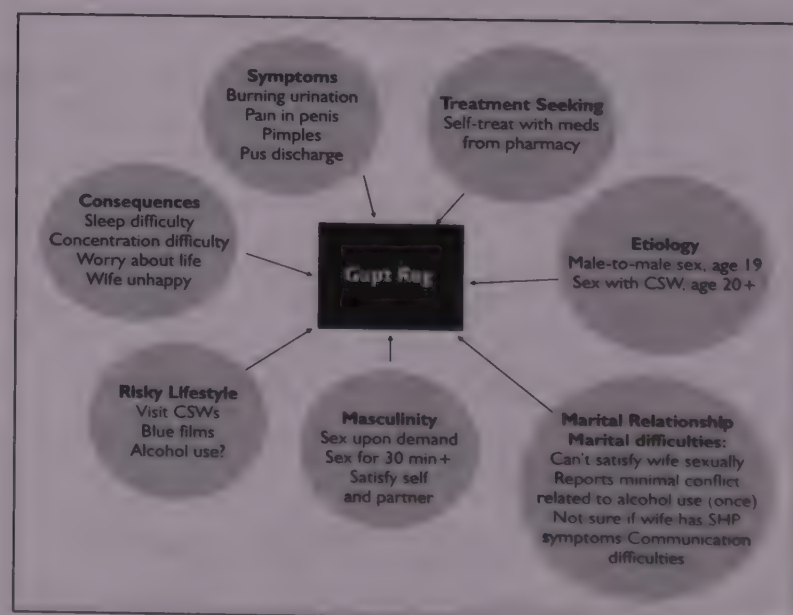 Symptoms
Burning urination
Pain in penis
Pimples
Pus discharge
Treatment Seeking
Self-treat with meds
from pharmacy
Consequences
Sleep difficulty
Concentration difficulty
Worry about life
Wife unhappy
Gupt Rog
Etiology
Male-to-male sex, age 19
Sex with CSW, age 20+
Risky Lifestyle
Visit CSWs
Blue films
Alcohol use?
Masculinity
Sex upon demand
Sex for 30 min+
Satisfy self
and partner
Marital Relationship
Marital difficulties:
Can't satisfy wife sexually
Reports minimal conflict
related to alcohol use (once)
Not sure if wife has SHP
symptoms Communication
difficulties